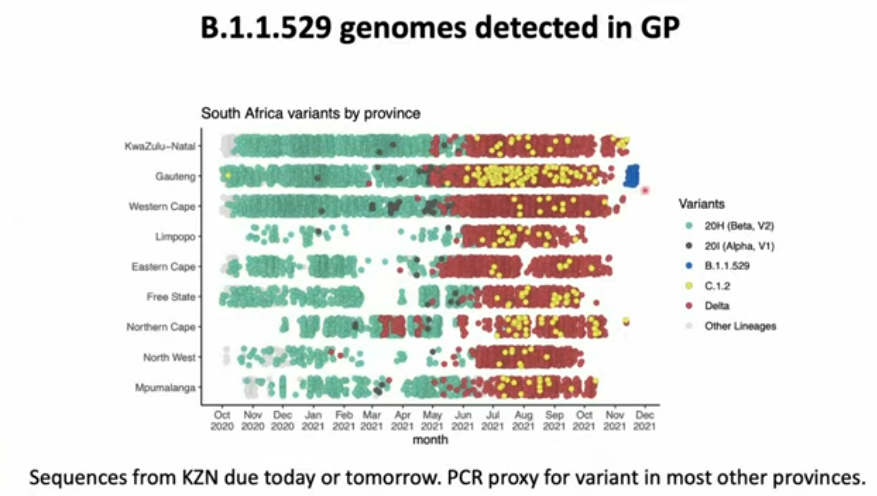 B.1.1.529 genomes detected in GP
South Africa variants by province
KwaZulu−Natal
Gauteng
Western Cape
Limpopo
Eastern Cape
Free State
Northern Cape
North West
Mpumalanga
Oct Nov Dec Jan Feb Mar Apr May Jun Jul Aug Sep Oct Nov Dec
2020 2020 2020 2021 2021 2021 2021 2021 2021 2021 2021 2021 2021 2021 2021
month
Variants
20H (Beta, V2)
20I (Alpha, V1)
B.1.1.529
C.1.2
Delta
Other Lineages
Sequences from KZN due today or tomorrow. PCR proxy for variant in most other provinces.